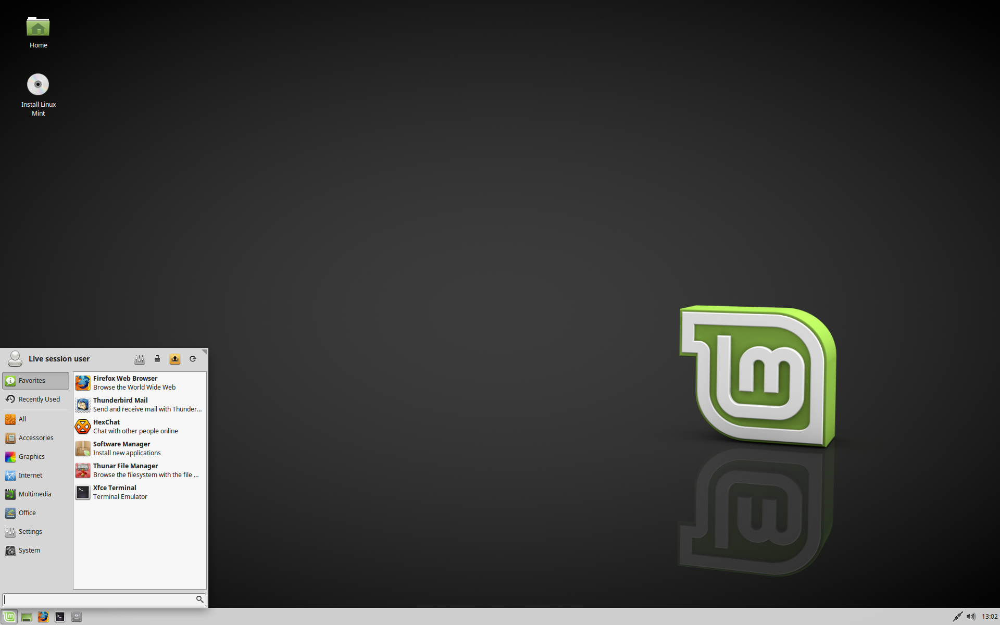 Home
Install Linux
Mint
Live session user
Favorites
Recently Used
All
Accessories
Graphics
Internet
Multimedia
Office
Settings
System
Firefox Web Browser
Browse the World Wide Web
Thunderbird Mail
Send and receive mail with Thunder...
HexChat
Chat with other people online
Software Manager
Install new applications
Thunar File Manager
Browse the filesystem with the file ...
Xfce Terminal
Terminal Emulator
13:02